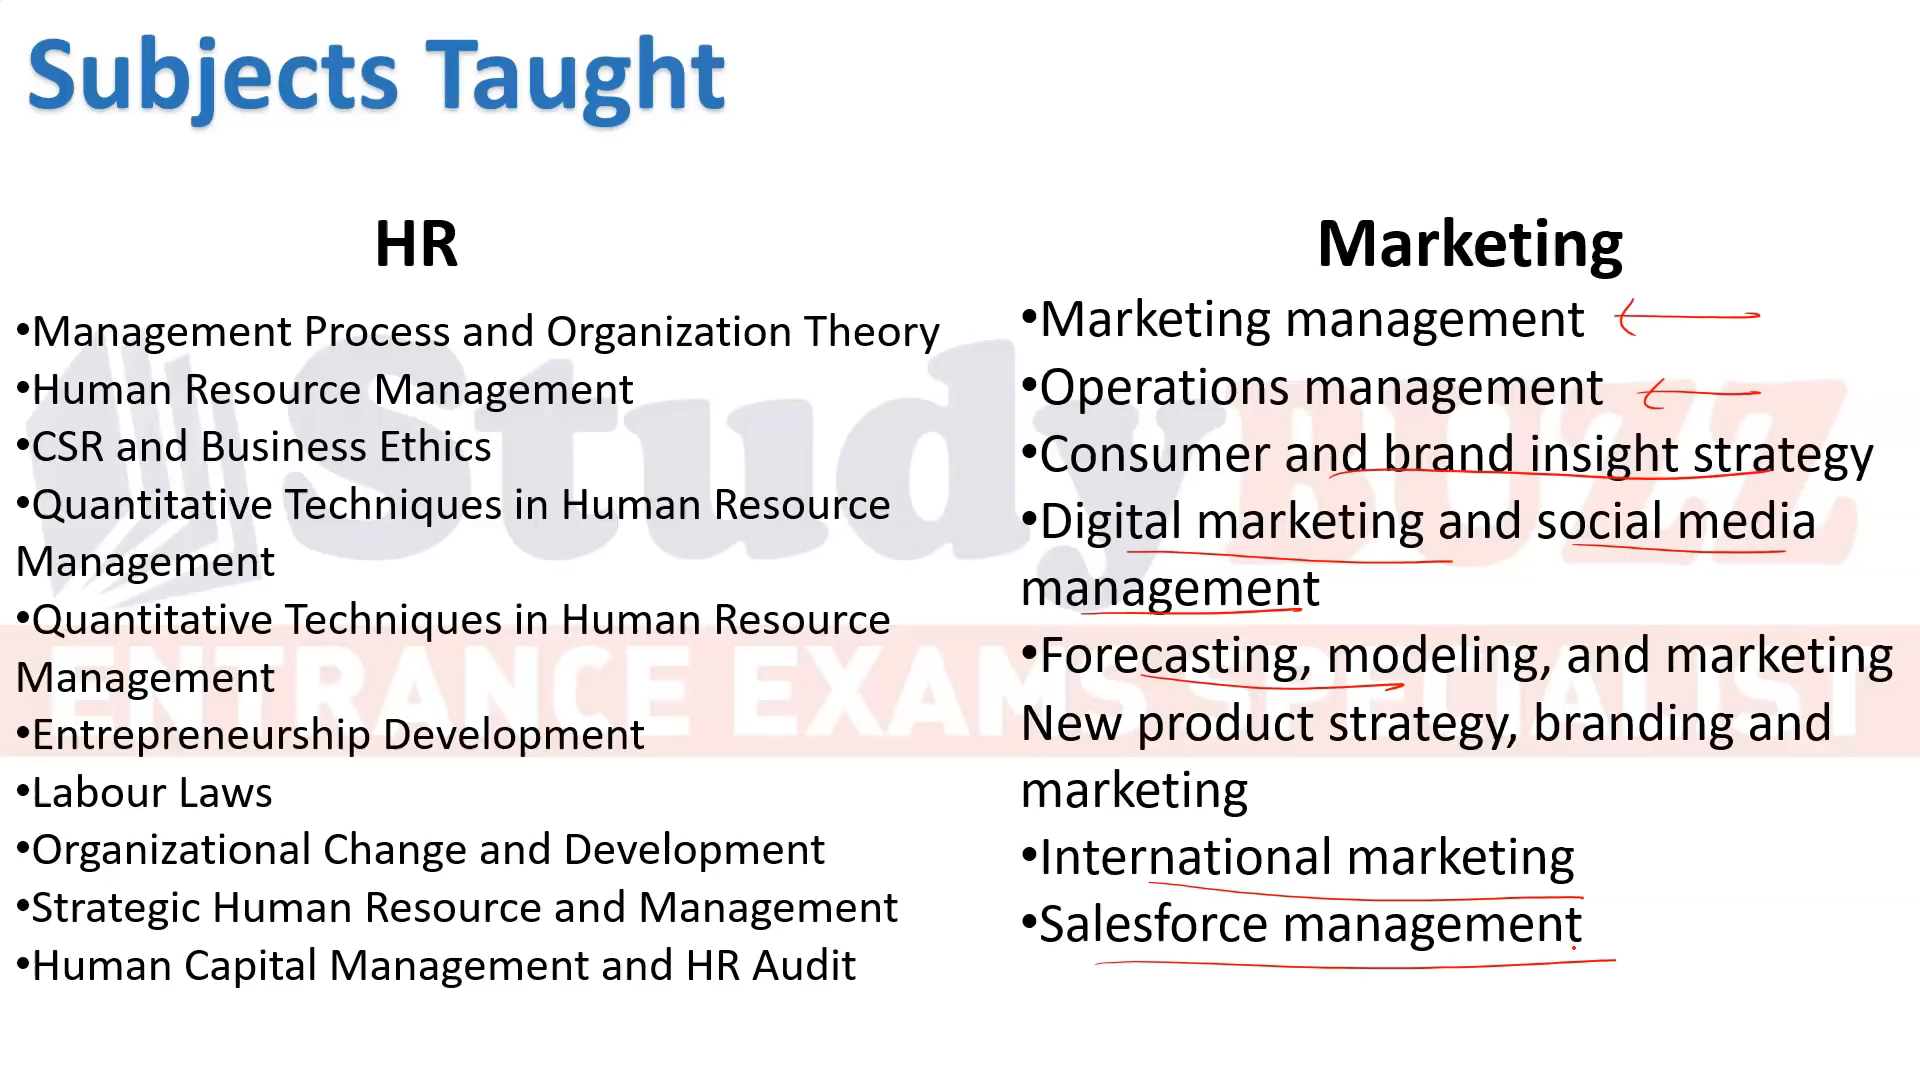 Subjects Taught
HR
•Management Process and Organization Theory
•Human Resource Management
•CSR and Business Ethics
•Quantitative Techniques in Human Resource
Management
•Quantitative Techniques in Human Resource
Management
•Entrepreneurship Development
•Labour Laws
•Organizational Change and Development
•Strategic Human Resource and Management
•Human Capital Management and HR Audit
Marketing
•Marketing management
•Operations management
•Consumer and brand insight strategy
•Digital marketing and social media
management
•Forecasting, modeling, and marketing
New product strategy, branding and
marketing
•International marketing
•Salesforce management
StudyBUZZ
ENTRANCE EXAMS SPECIALIST